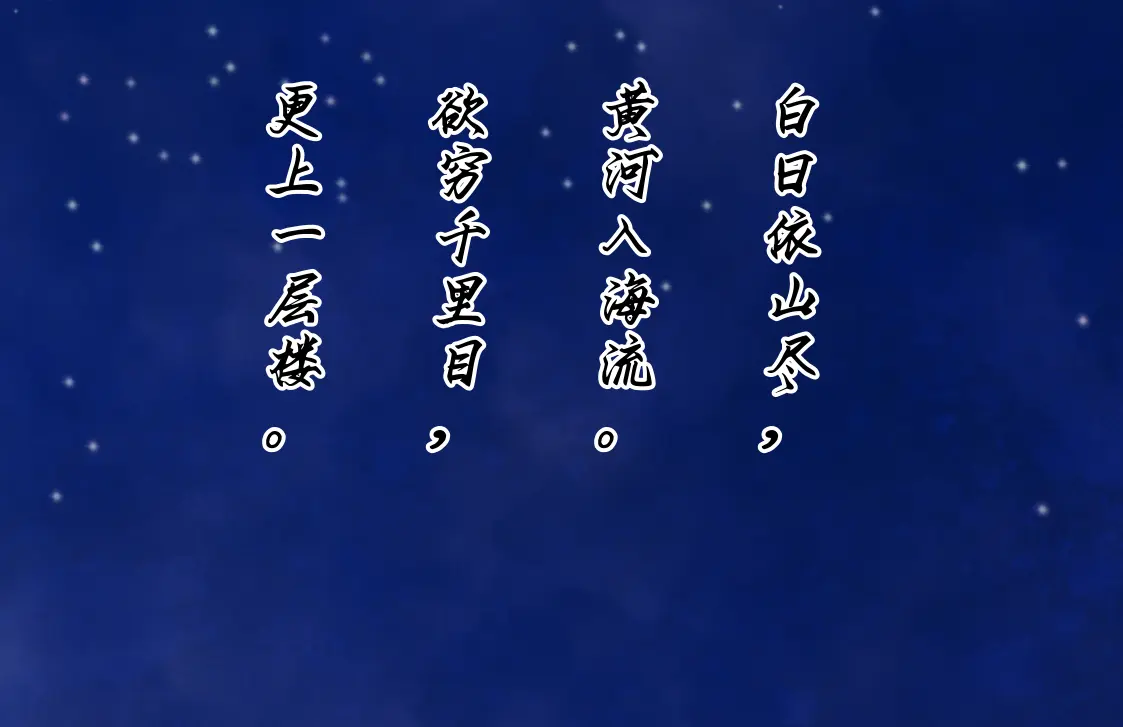 白日依山尽，
黄河入海流。
欲穷千里目，
更上一层楼。